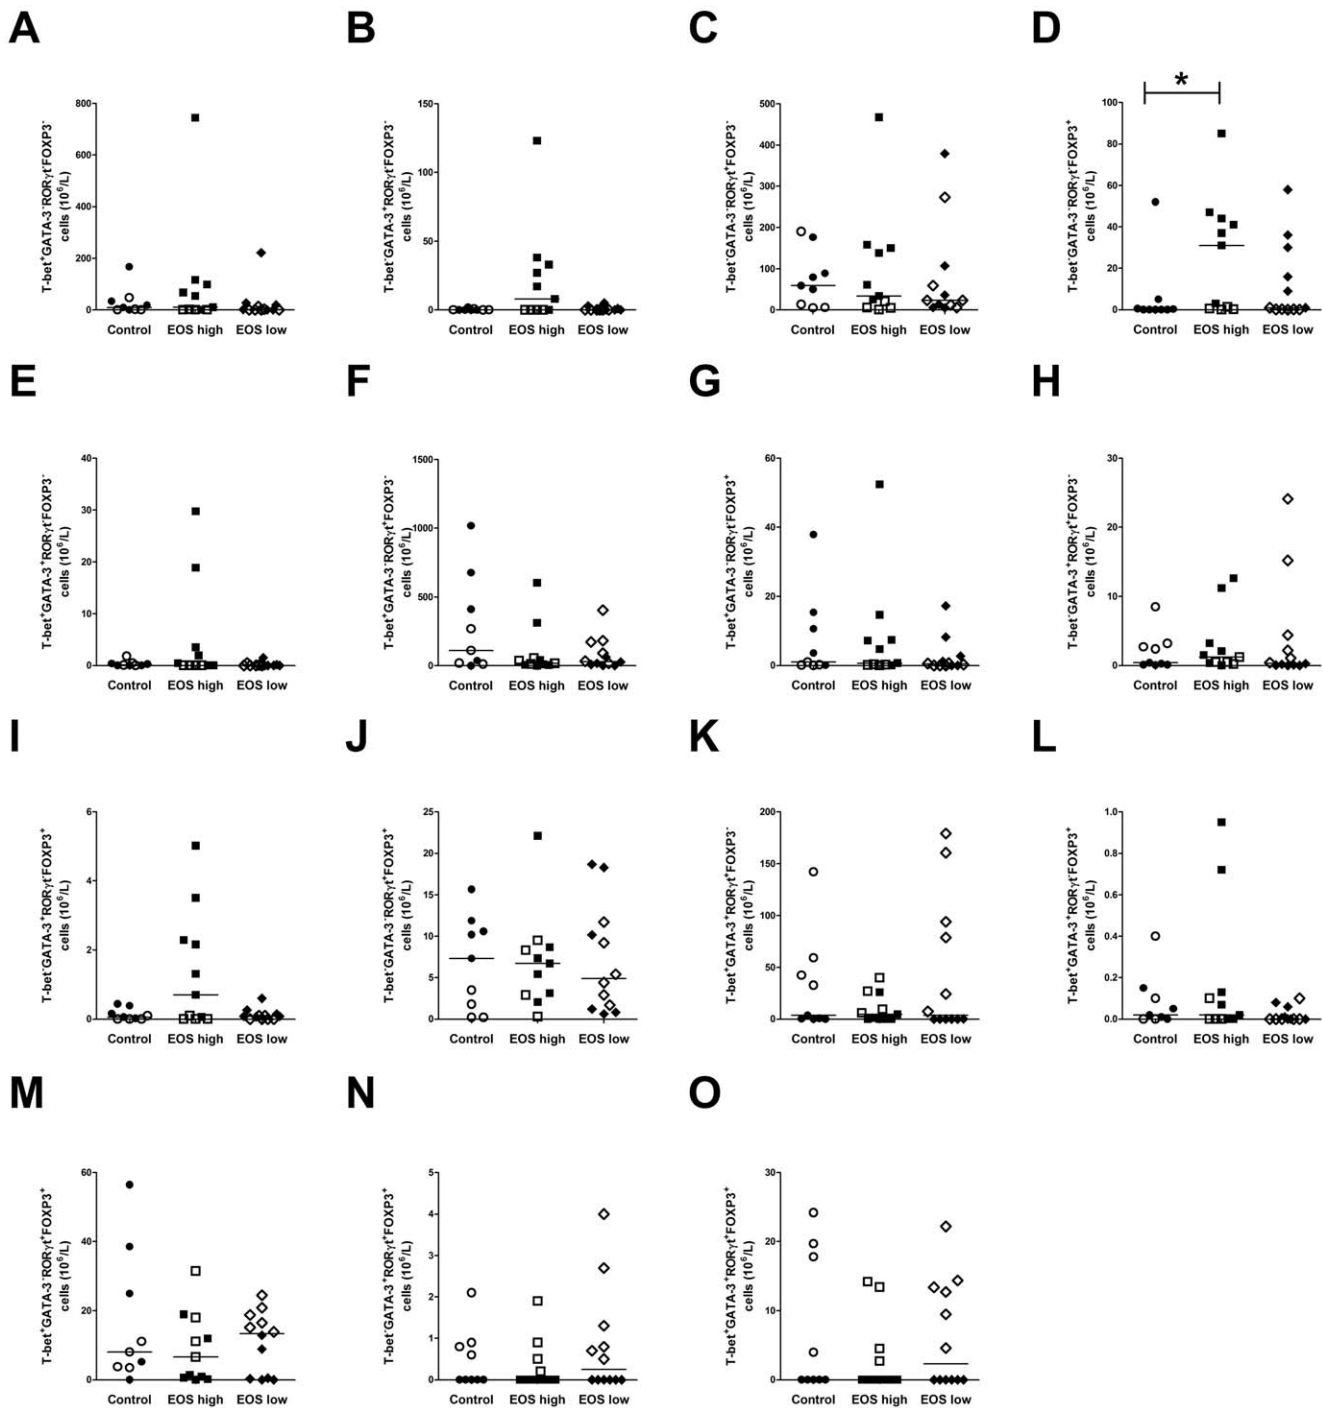 A
T-bet⁺GATA-3⁻RORγt⁻FOXP3⁻
cells (10⁶/L)
800
600
400
200
0
Control EOS high EOS low
B
T-bet⁻GATA-3⁺RORγt⁻FOXP3⁻
cells (10⁶/L)
150
100
50
0
Control EOS high EOS low
C
T-bet⁻GATA-3⁻RORγt⁺FOXP3⁻
cells (10⁶/L)
500
400
300
200
100
0
Control EOS high EOS low
D
*
T-bet⁻GATA-3⁻RORγt⁻FOXP3⁺
cells (10⁶/L)
100
80
60
40
20
0
Control EOS high EOS low
E
T-bet⁺GATA-3⁺RORγt⁻FOXP3⁻
cells (10⁶/L)
40
30
20
10
0
Control EOS high EOS low
F
T-bet⁺GATA-3⁻RORγt⁺FOXP3⁻
cells (10⁶/L)
1500
1000
500
0
Control EOS high EOS low
G
T-bet⁺GATA-3⁻RORγt⁻FOXP3⁺
cells (10⁶/L)
60
40
20
0
Control EOS high EOS low
H
T-bet⁻GATA-3⁺RORγt⁺FOXP3⁻
cells (10⁶/L)
30
20
10
0
Control EOS high EOS low
I
T-bet⁻GATA-3⁺RORγt⁻FOXP3⁺
cells (10⁶/L)
6
4
2
0
Control EOS high EOS low
J
T-bet⁻GATA-3⁻RORγt⁺FOXP3⁺
cells (10⁶/L)
25
20
15
10
5
0
Control EOS high EOS low
K
T-bet⁺GATA-3⁺RORγt⁺FOXP3⁻
cells (10⁶/L)
200
150
100
50
0
Control EOS high EOS low
L
T-bet⁺GATA-3⁺RORγt⁻FOXP3⁺
cells (10⁶/L)
1.0
0.8
0.6
0.4
0.2
0.0
Control EOS high EOS low
M
T-bet⁺GATA-3⁻RORγt⁺FOXP3⁺
cells (10⁶/L)
60
40
20
0
Control EOS high EOS low
N
T-bet⁻GATA-3⁺RORγt⁺FOXP3⁺
cells (10⁶/L)
5
4
3
2
1
0
Control EOS high EOS low
O
T-bet⁺GATA-3⁺RORγt⁺FOXP3⁺
cells (10⁶/L)
30
20
10
0
Control EOS high EOS low